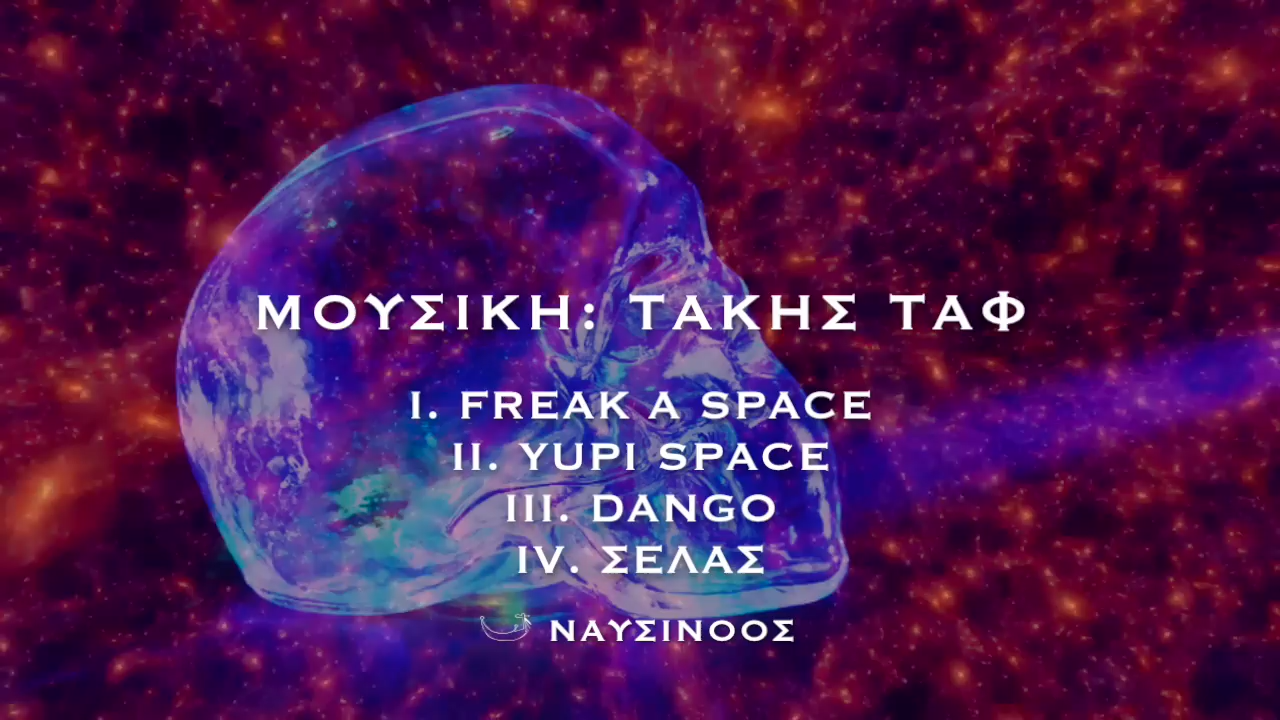 ΜΟΥΣΙΚΗ: ΤΑΚΗΣ ΤΑΦ
I. FREAK A SPACE
II. YUPI SPACE
III. DANGO
IV. ΣΕΛΑΣ
ΝΑΥΣΙΝΟΟΣ